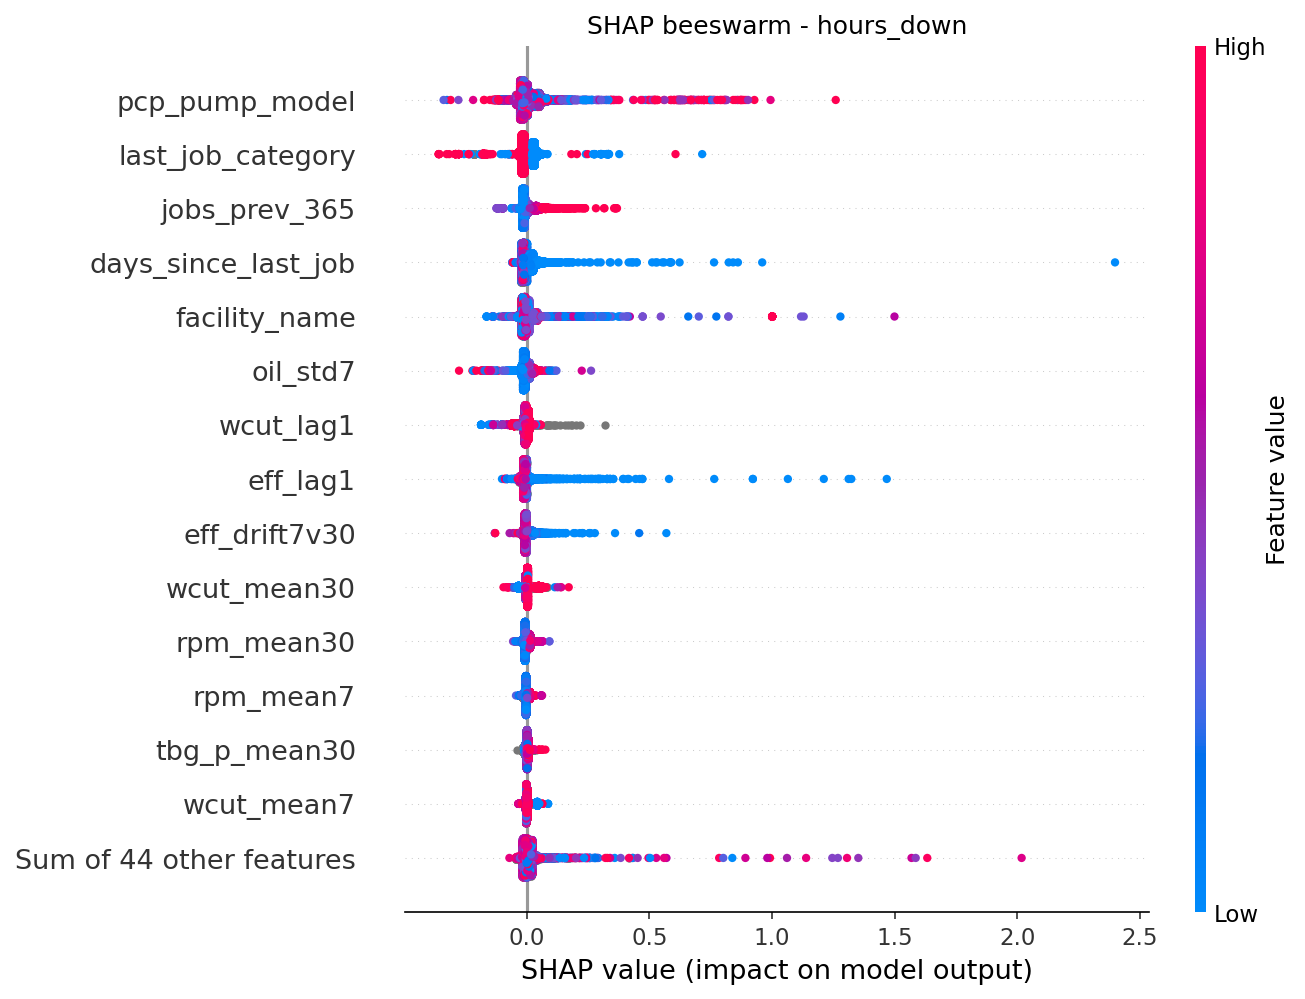 SHAP beeswarm - hours_down
High
pcp_pump_model
last_job_category
jobs_prev_365
days_since_last_job
facility_name
oil_std7
wcut_lag1
eff_lag1
eff_drift7v30
wcut_mean30
rpm_mean30
rpm_mean7
tbg_p_mean30
wcut_mean7
Sum of 44 other features
Feature value
Low
0.0 0.5 1.0 1.5 2.0 2.5
SHAP value (impact on model output)